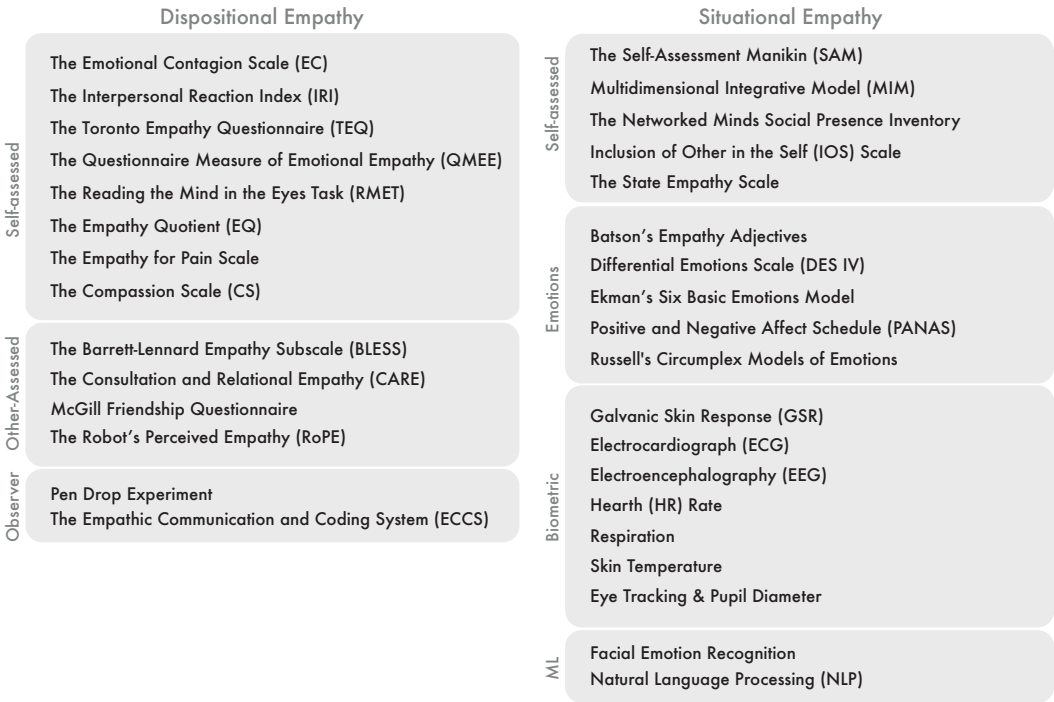 Dispositional Empathy
Self-assessed
The Emotional Contagion Scale (EC)
The Interpersonal Reaction Index (IRI)
The Toronto Empathy Questionnaire (TEQ)
The Questionnaire Measure of Emotional Empathy (QMEE)
The Reading the Mind in the Eyes Task (RMET)
The Empathy Quotient (EQ)
The Empathy for Pain Scale
The Compassion Scale (CS)
Other-Assessed
The Barrett-Lennard Empathy Subscale (BLESS)
The Consultation and Relational Empathy (CARE)
McGill Friendship Questionnaire
The Robot’s Perceived Empathy (RoPE)
Observer
Pen Drop Experiment
The Empathic Communication and Coding System (ECCS)
Situational Empathy
Self-assessed
The Self-Assessment Manikin (SAM)
Multidimensional Integrative Model (MIM)
The Networked Minds Social Presence Inventory
Inclusion of Other in the Self (IOS) Scale
The State Empathy Scale
Emotions
Batson’s Empathy Adjectives
Differential Emotions Scale (DES IV)
Ekman’s Six Basic Emotions Model
Positive and Negative Affect Schedule (PANAS)
Russell's Circumplex Models of Emotions
Biometric
Galvanic Skin Response (GSR)
Electrocardiograph (ECG)
Electroencephalography (EEG)
Hearth (HR) Rate
Respiration
Skin Temperature
Eye Tracking & Pupil Diameter
ML
Facial Emotion Recognition
Natural Language Processing (NLP)